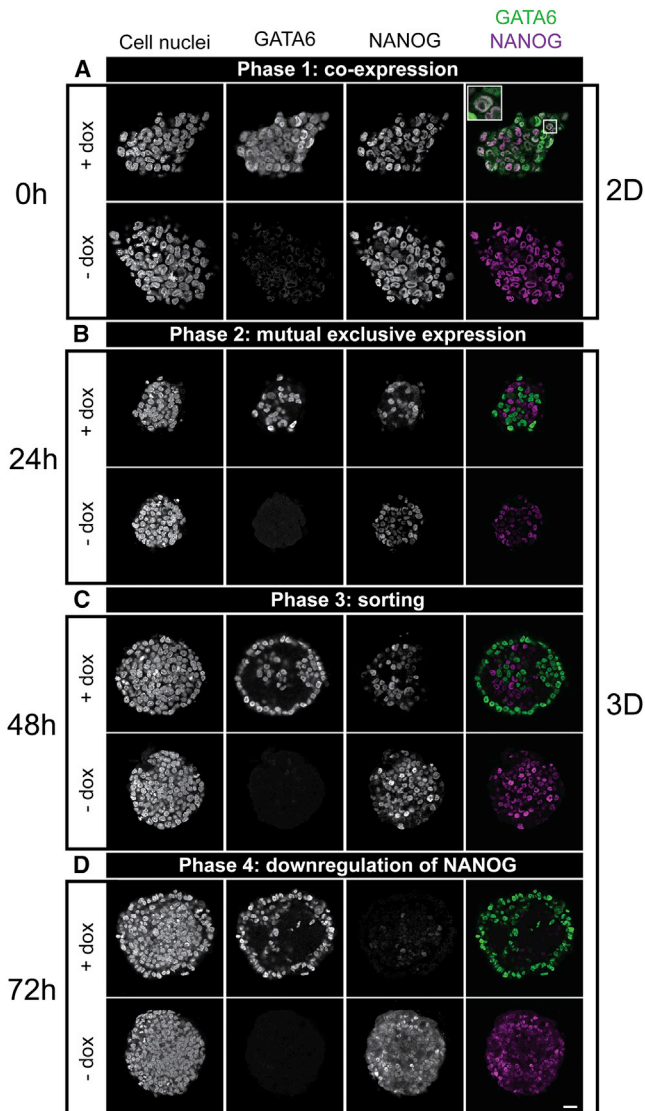 GATA6
Cell nuclei GATA6 NANOG NANOG
A Phase 1: co-expression
+ dox
0h
2D
- dox
B Phase 2: mutual exclusive expression
+ dox
24h
- dox
C Phase 3: sorting
+ dox
48h
3D
- dox
D Phase 4: downregulation of NANOG
+ dox
72h
- dox